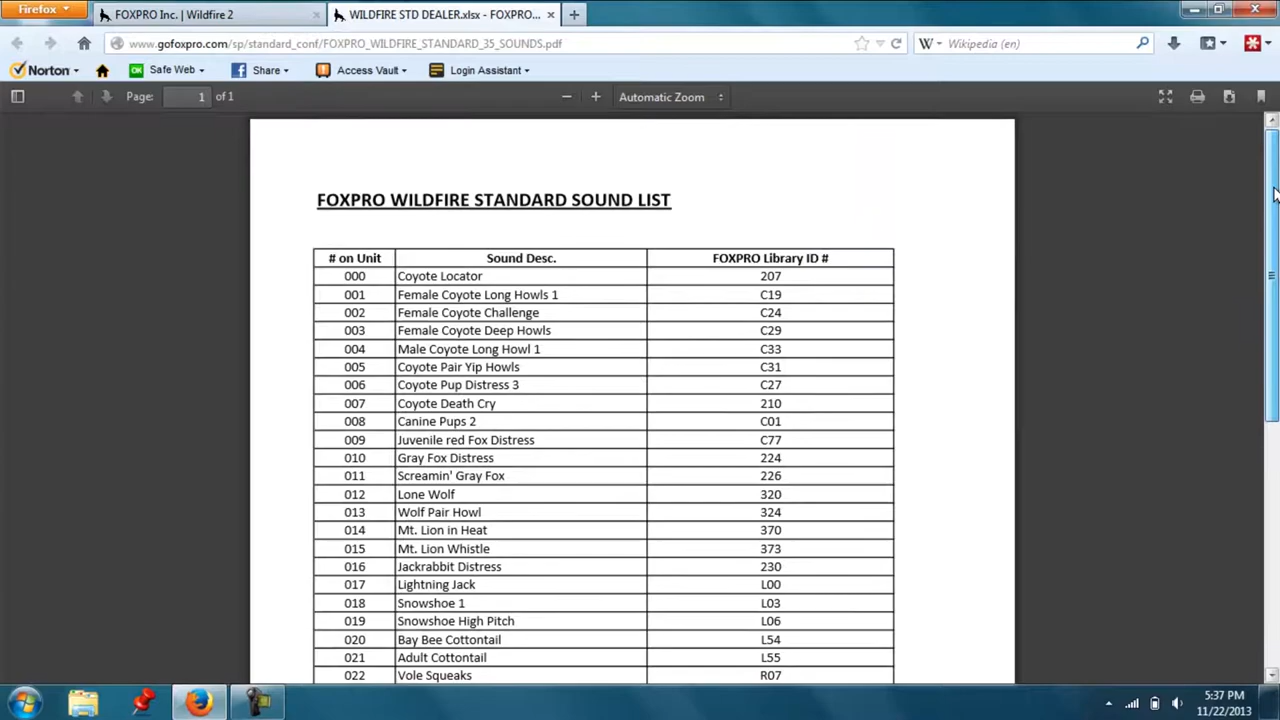 Firefox
FOXPRO Inc. | Wildfire 2
WILDFIRE STD DEALER.xlsx - FOXPRO...
www.gofoxpro.com/sp/standard_conf/FOXPRO_WILDFIRE_STANDARD_35_SOUNDS.pdf
W
Wikipedia (en)
Norton
OK Safe Web
f Share
Access Vault
Login Assistant
Page: 1 of 1
Automatic Zoom
FOXPRO WILDFIRE STANDARD SOUND LIST
# on Unit Sound Desc. FOXPRO Library ID #
000 Coyote Locator 207
001 Female Coyote Long Howls 1 C19
002 Female Coyote Challenge C24
003 Female Coyote Deep Howls C29
004 Male Coyote Long Howl 1 C33
005 Coyote Pair Yip Howls C31
006 Coyote Pup Distress 3 C27
007 Coyote Death Cry 210
008 Canine Pups 2 C01
009 Juvenile red Fox Distress C77
010 Gray Fox Distress 224
011 Screamin' Gray Fox 226
012 Lone Wolf 320
013 Wolf Pair Howl 324
014 Mt. Lion in Heat 370
015 Mt. Lion Whistle 373
016 Jackrabbit Distress 230
017 Lightning Jack L00
018 Snowshoe 1 L03
019 Snowshoe High Pitch L06
020 Bay Bee Cottontail L54
021 Adult Cottontail L55
022 Vole Squeaks R07
5:37 PM
11/22/2013